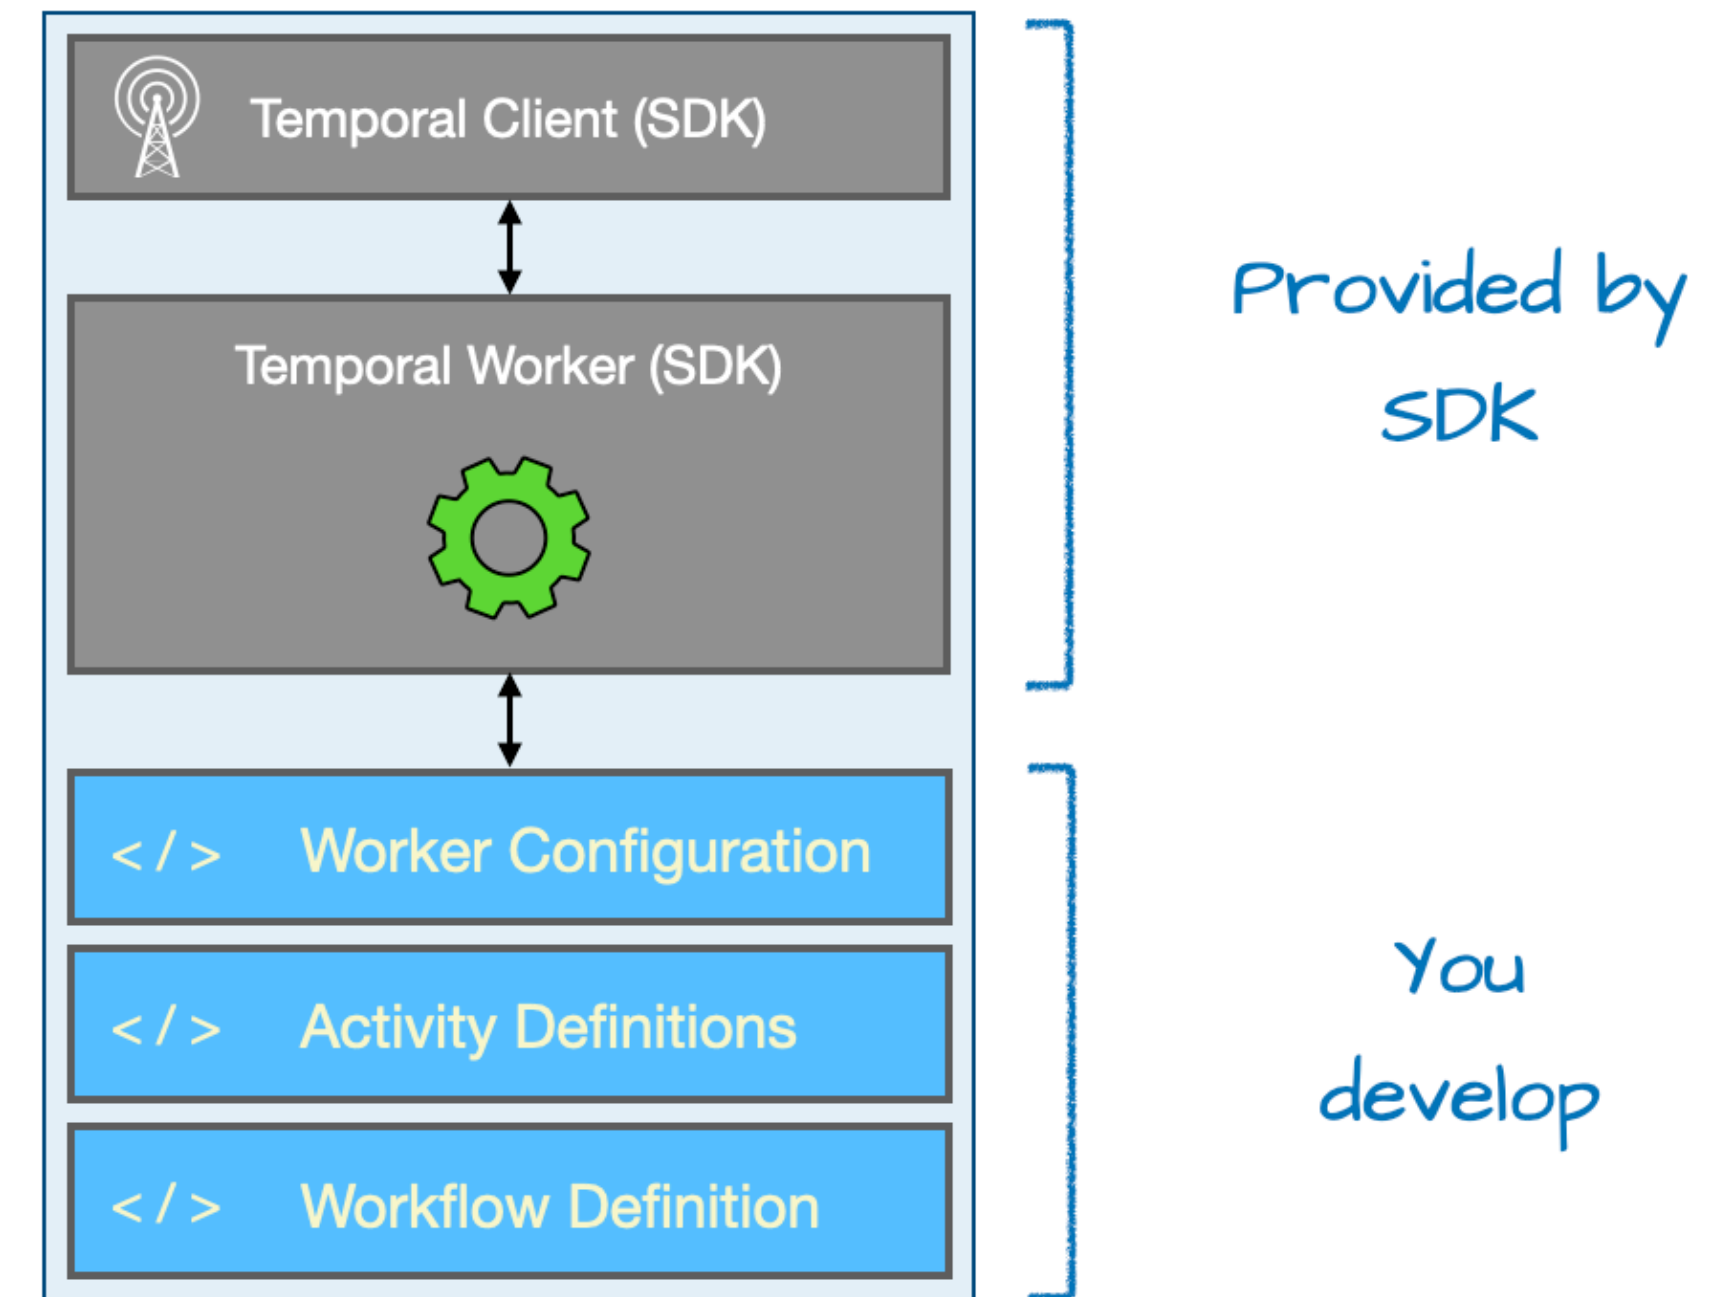 Temporal Client (SDK)
Temporal Worker (SDK)
Provided by
SDK
</> Worker Configuration
</> Activity Definitions
</> Workflow Definition
You
develop